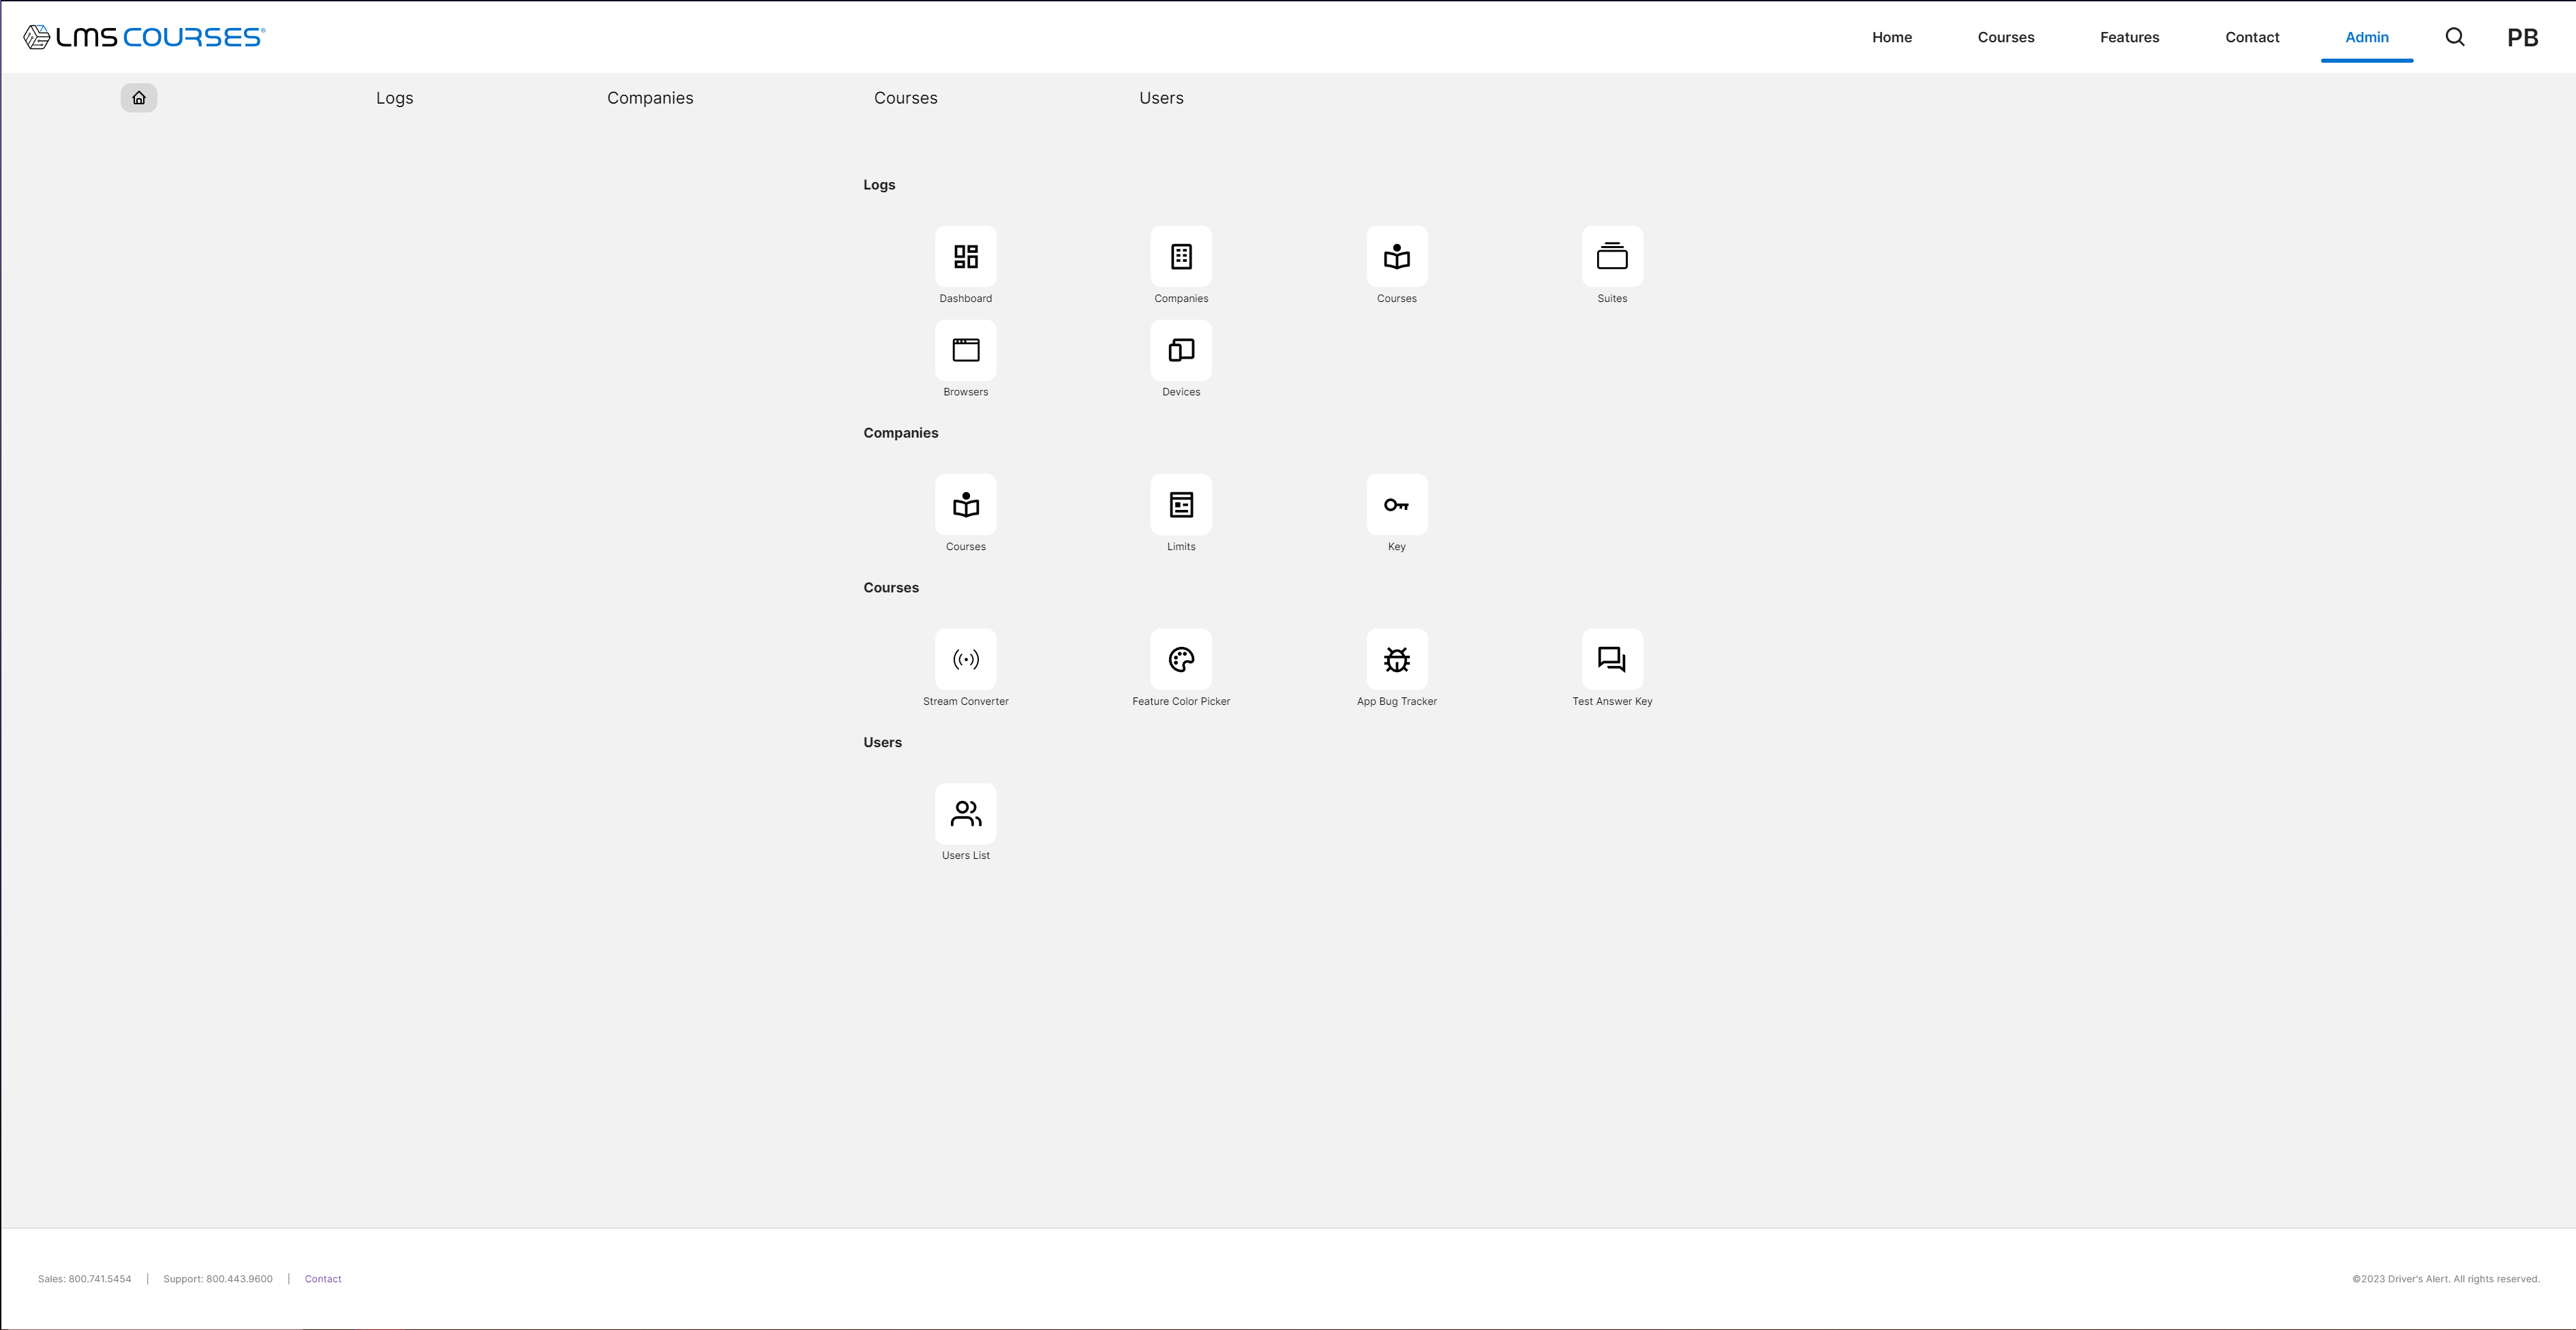 LMS COURSES®
Home Courses Features Contact Admin PB
Logs Companies Courses Users
Logs
Dashboard Companies Courses Suites
Browsers Devices
Companies
Courses Limits Key
Courses
Stream Converter Feature Color Picker App Bug Tracker Test Answer Key
Users
Users List
Sales: 800.741.5454 | Support: 800.443.9600 | Contact
©2023 Driver's Alert. All rights reserved.